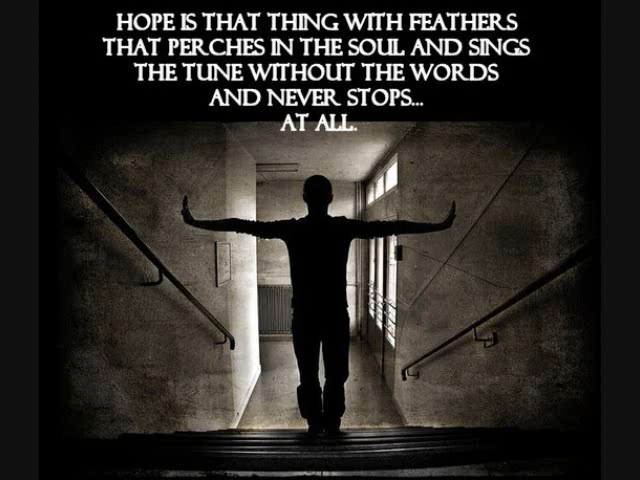 HOPE IS THAT THING WITH FEATHERS
THAT PERCHES IN THE SOUL AND SINGS
THE TUNE WITHOUT THE WORDS
AND NEVER STOPS...
AT ALL.